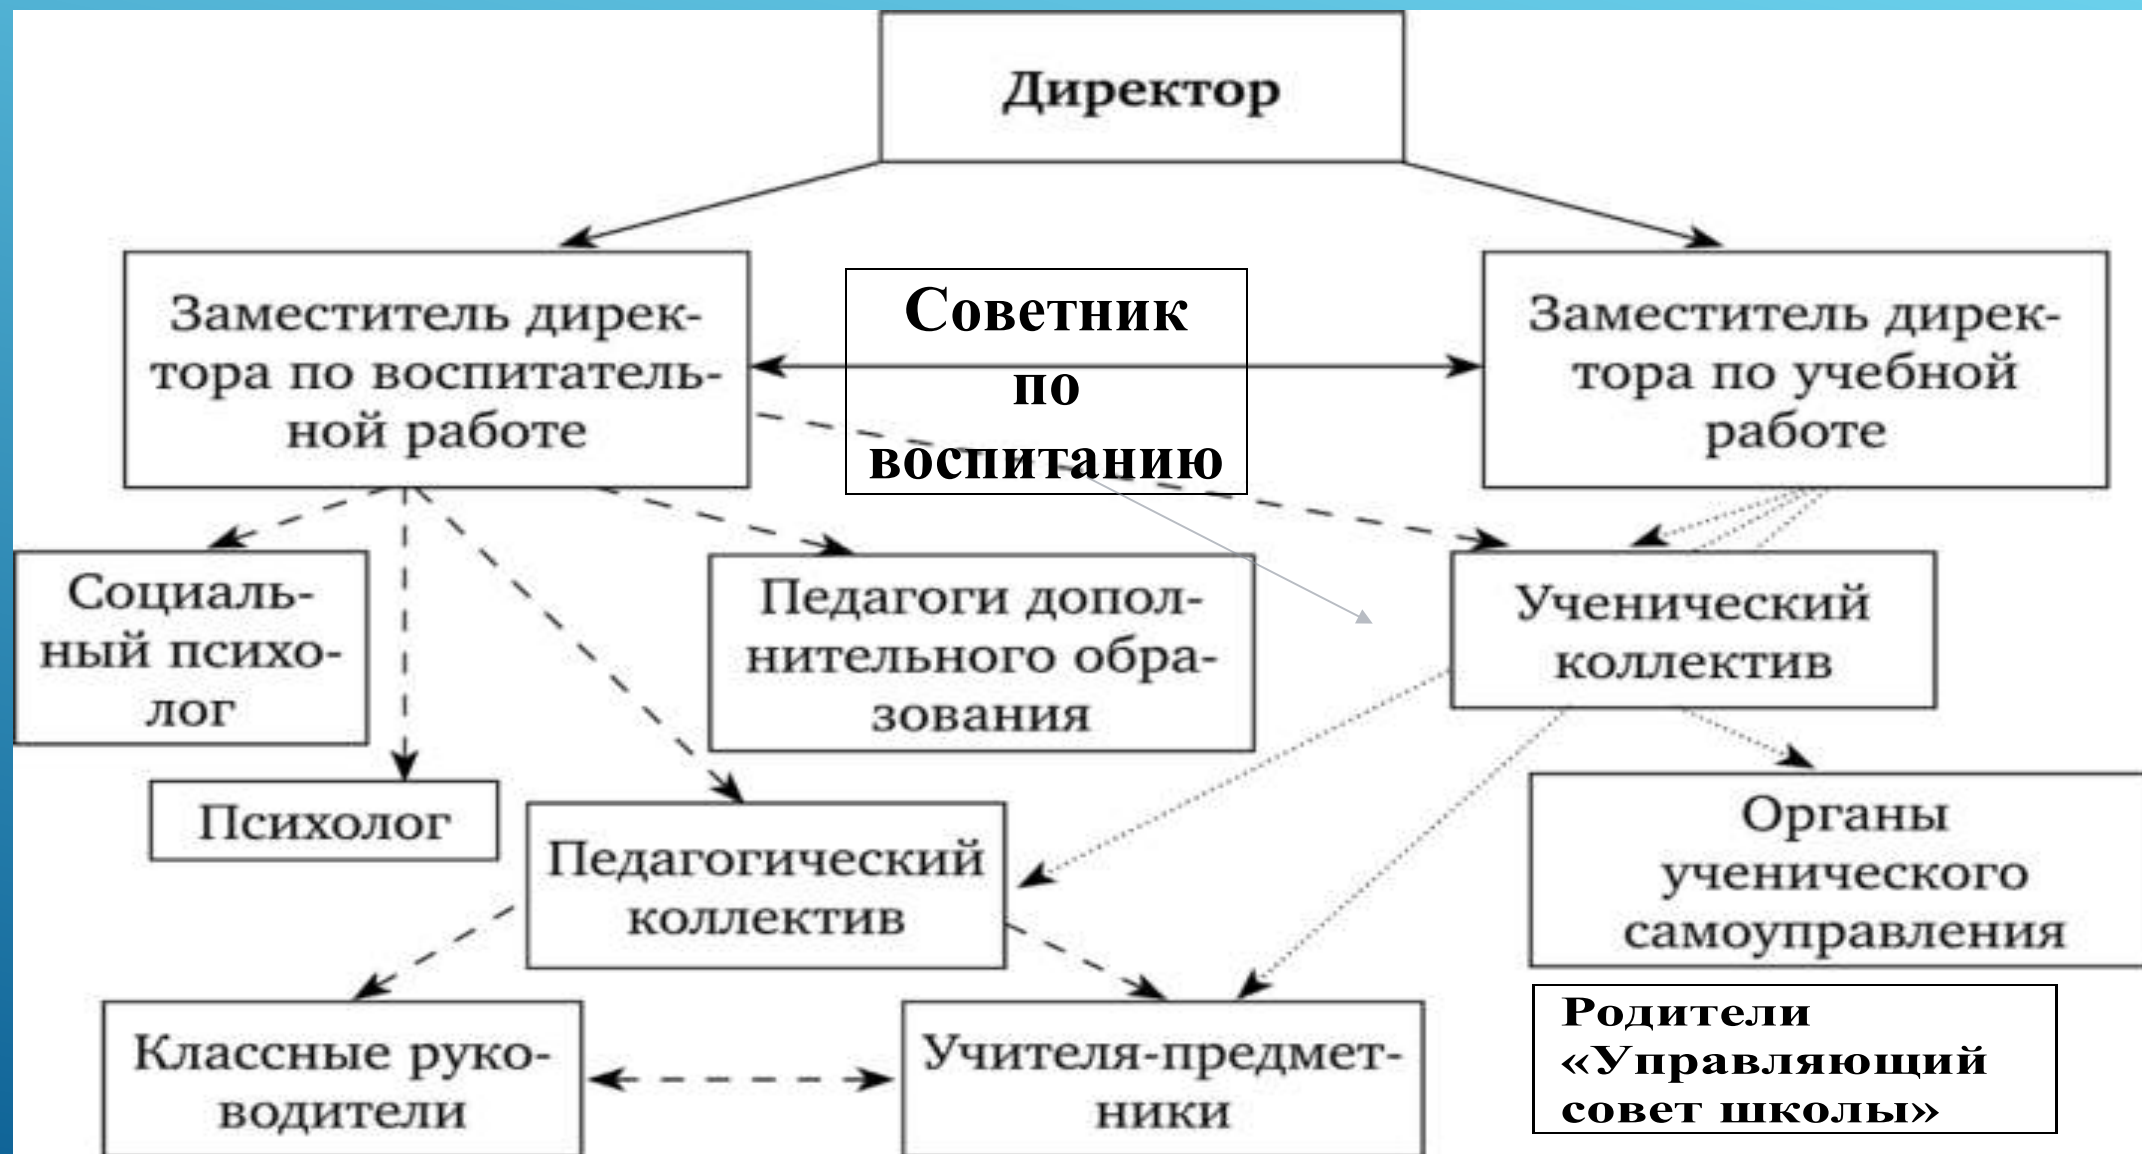 Директор
Заместитель дирек-
тора по воспитатель-
ной работе
Советник
по
воспитанию
Заместитель дирек-
тора по учебной
работе
Социаль-
ный психо-
лог
Педагоги допол-
нительного обра-
зования
Ученический
коллектив
Психолог
Педагогический
коллектив
Органы
ученического
самоуправления
Классные руко-
водители
Учителя-предмет-
ники
Родители
«Управляющий
совет школы»